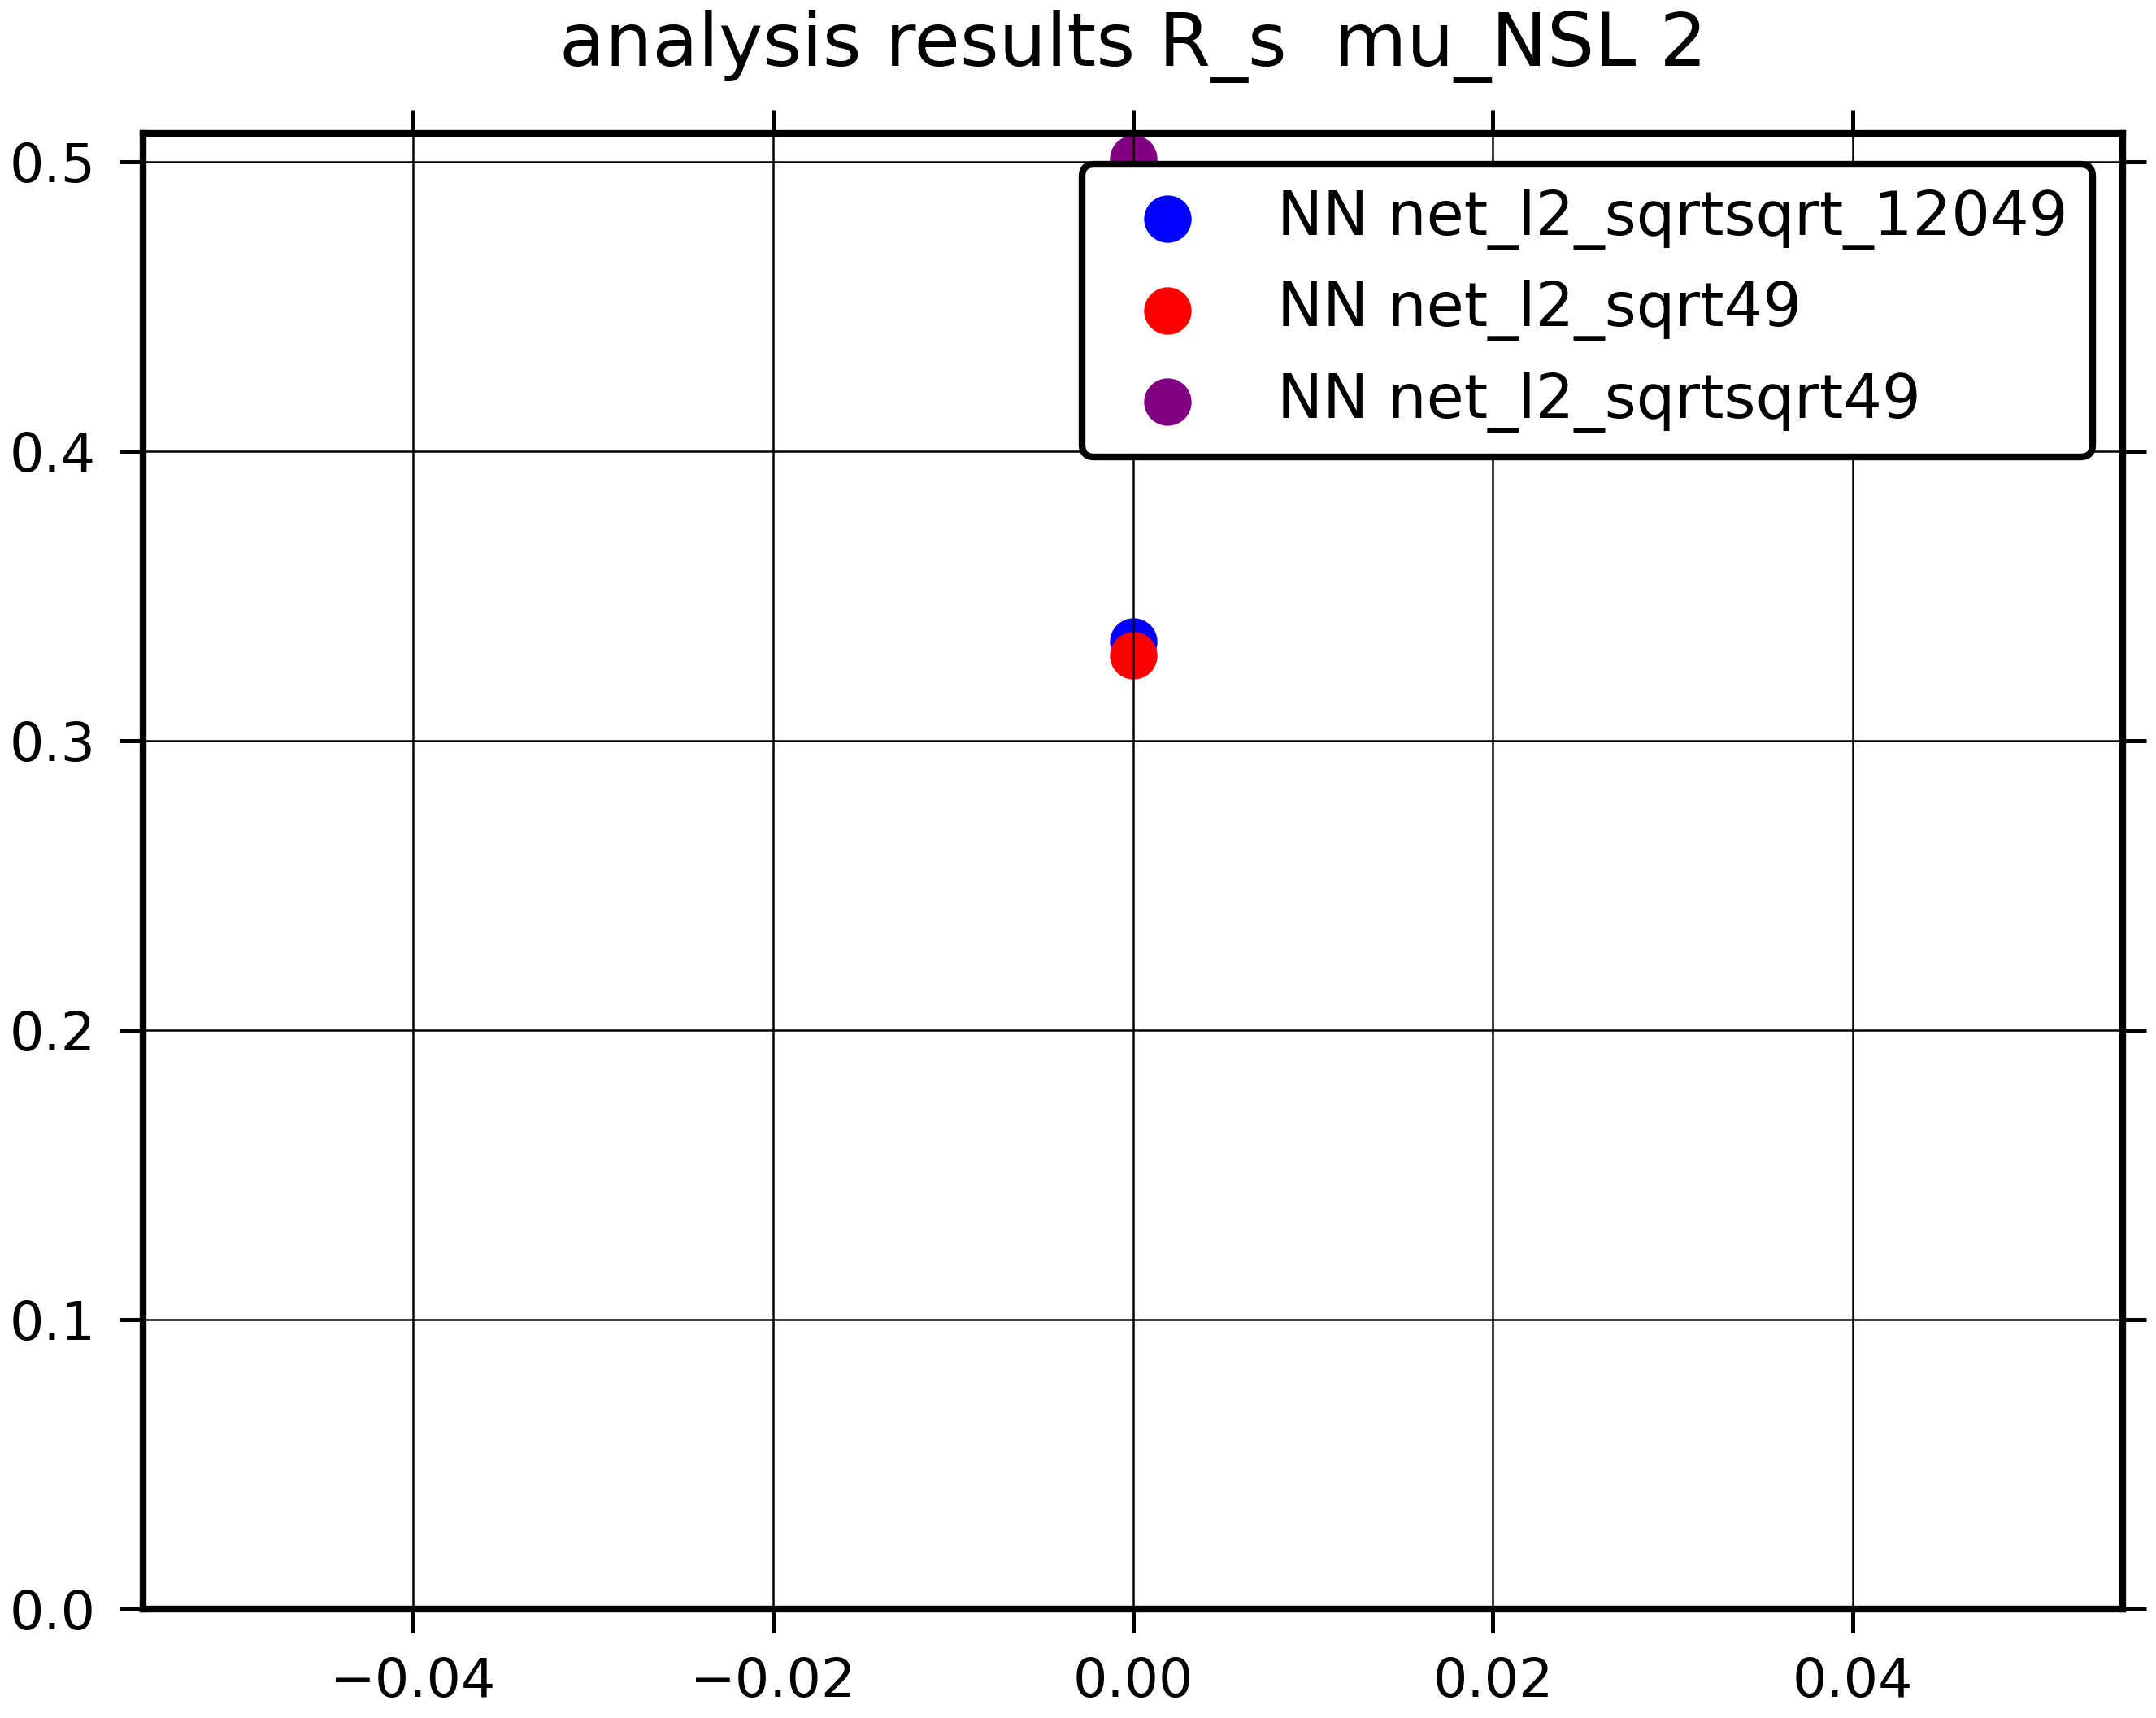 analysis results R_s  mu_NSL 2
0.5
NN net_l2_sqrtsqrt_12049
NN net_l2_sqrt49
NN net_l2_sqrtsqrt49
0.4
0.3
0.2
0.1
0.0
−0.04 −0.02 0.00 0.02 0.04